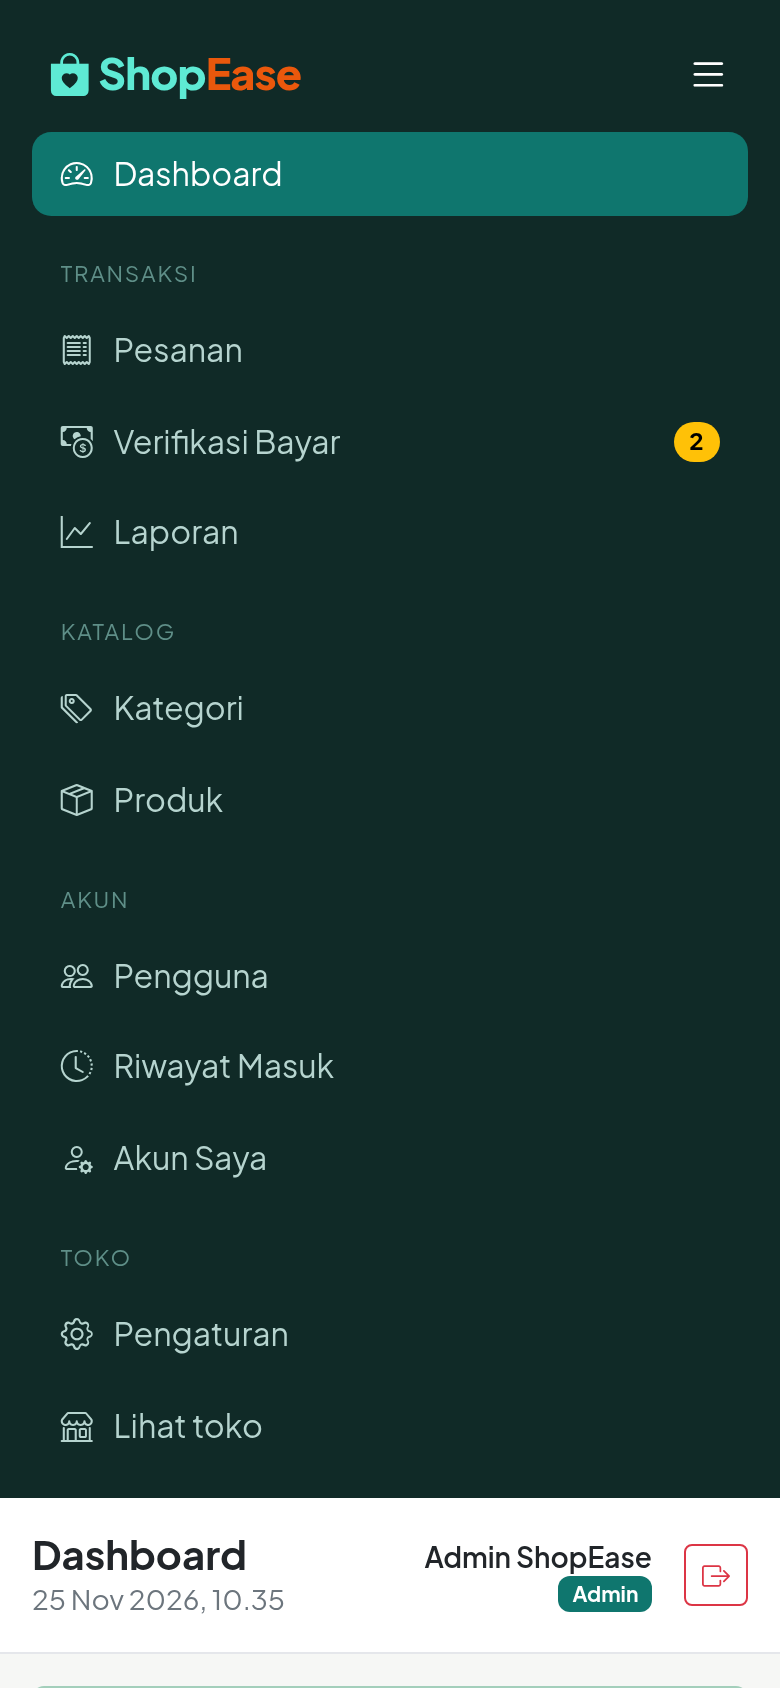 ShopEase
Dashboard
TRANSAKSI
Pesanan
Verifikasi Bayar 2
Laporan
KATALOG
Kategori
Produk
AKUN
Pengguna
Riwayat Masuk
Akun Saya
TOKO
Pengaturan
Lihat toko
Dashboard
25 Nov 2026, 10.35
Admin ShopEase
Admin